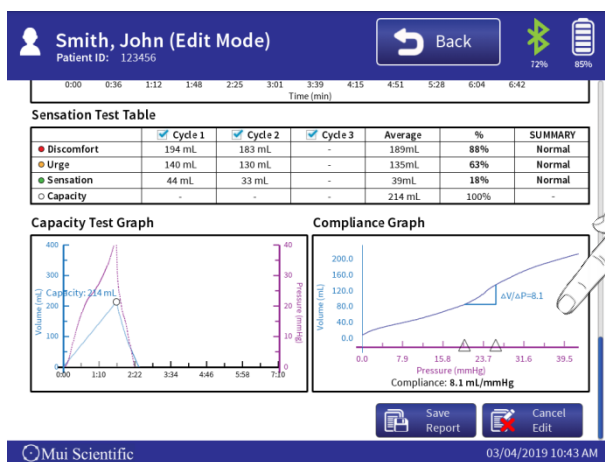 Smith, John (Edit Mode)
Patient ID: 123456
Back
72%
85%
0:00 0:36 1:12 1:48 2:25 3:01 3:39 4:15 4:51 5:28 6:04 6:42
Time (min)
Sensation Test Table
Cycle 1 Cycle 2 Cycle 3 Average % SUMMARY
Discomfort 194 mL 183 mL - 189mL 88% Normal
Urge 140 mL 130 mL - 135mL 63% Normal
Sensation 44 mL 33 mL - 39mL 18% Normal
Capacity - - - 214 mL 100% -
Capacity Test Graph
400
300
200
100
0
Volume (mL)
Capacity: 214 mL
40
30
20
10
0
Pressure (mmHg)
0:00 1:10 2:22 3:34 4:46 5:58 7:10
Compliance Graph
200.0
160.0
120.0
80.0
40.0
0.0
Volume (mL)
ΔV/ΔP=8.1
0.0 7.9 15.8 23.7 31.6 39.5
Pressure (mmHg)
Compliance: 8.1 mL/mmHg
Save
Report
Cancel
Edit
Mui Scientific
03/04/2019 10:43 AM